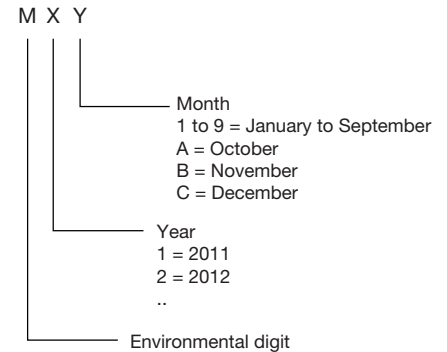 M X Y
Month
1 to 9 = January to September
A = October
B = November
C = December
Year
1 = 2011
2 = 2012
..
Environmental digit